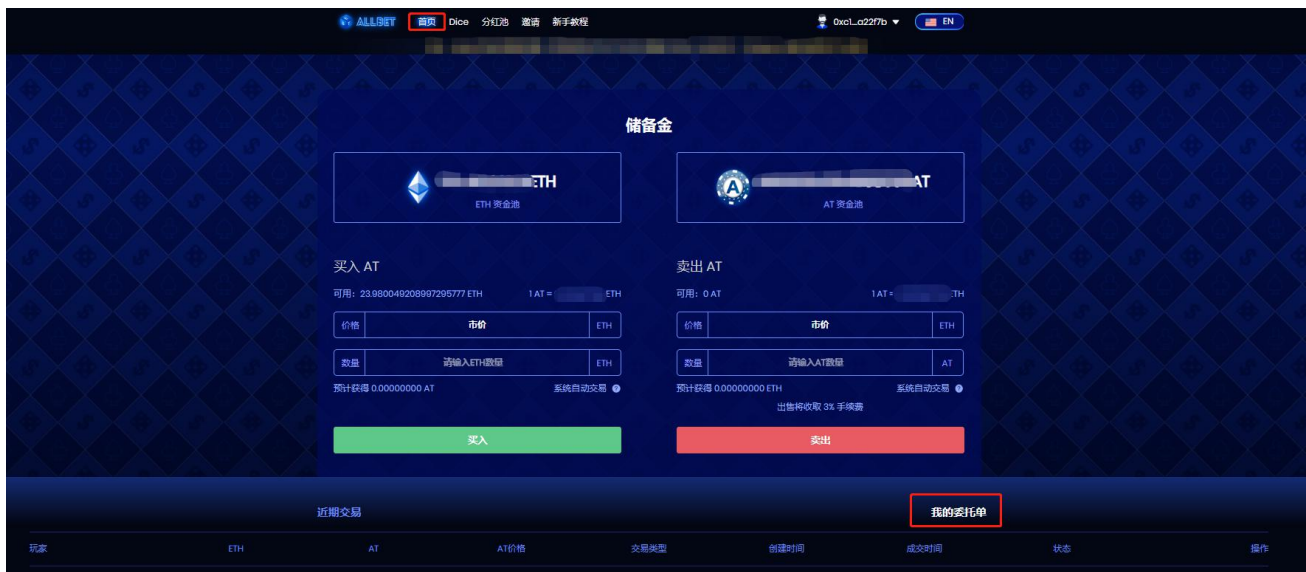 ALLBET 首页 Dice 分红池 邀请 新手教程 0xc1_a22f7b EN
储备金
ETH AT
ETH 资金池 AT 资金池
买入 AT 卖出 AT
可用：23.980049208997295777 ETH 1 AT = ETH 可用：0 AT 1 AT =
价格 市价 ETH 价格 市价 ETH
数量 请输入ETH数量 ETH 数量 请输入AT数量 AT
预计获得 0.00000000 AT 系统自动交易 预计获得 0.00000000 ETH 系统自动交易
出售将收取 3% 手续费
买入 卖出
近期交易 我的委托单
玩家 ETH AT AT价格 交易类型 创建时间 成交时间 状态 操作